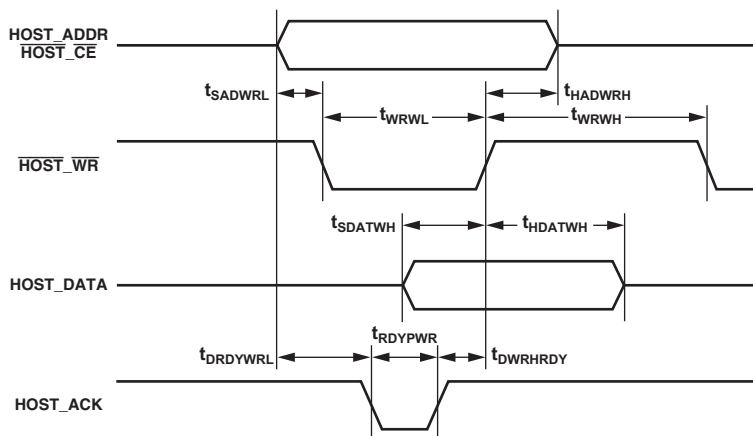 HOST_ADDR
HOST_CE
tSADWRL
tHADWRH
tWRWL
tWRWH
HOST_WR
tSDATWH
tHDATWH
HOST_DATA
tRDYPWR
tDRDYWRL
tDWRHRDY
HOST_ACK